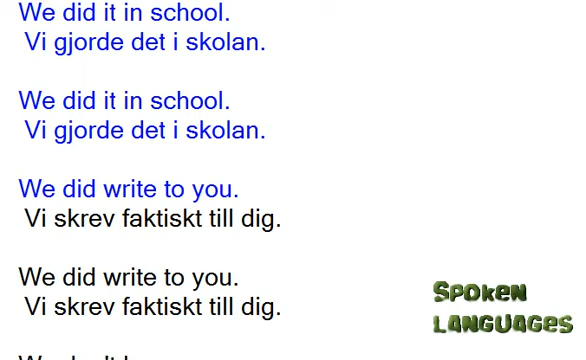 We did it in school.
Vi gjorde det i skolan.
We did it in school.
Vi gjorde det i skolan.
We did write to you.
Vi skrev faktiskt till dig.
We did write to you.
Vi skrev faktiskt till dig.
SPOKEN
LANGUAGES